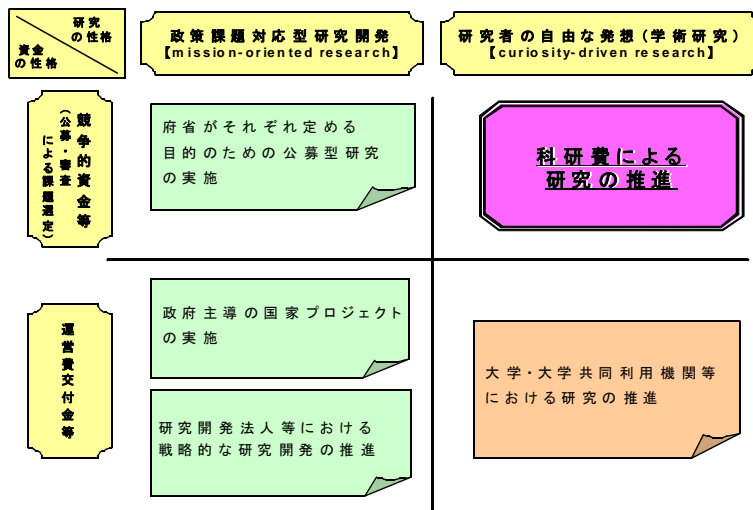 研究
の性格
資金
の性格
政策課題対応型研究開発
【mission-oriented research】
研究者の自由な発想(学術研究)
【curiosity-driven research】
競争的資金等
(公募・審査
による課題選定)
府省がそれぞれ定める
目的のための公募型研究
の実施
科研費による
研究の推進
運営費交付金等
政府主導の国家プロジェクト
の実施
研究開発法人等における
戦略的な研究開発の推進
大学・大学共同利用機関等
における研究の推進